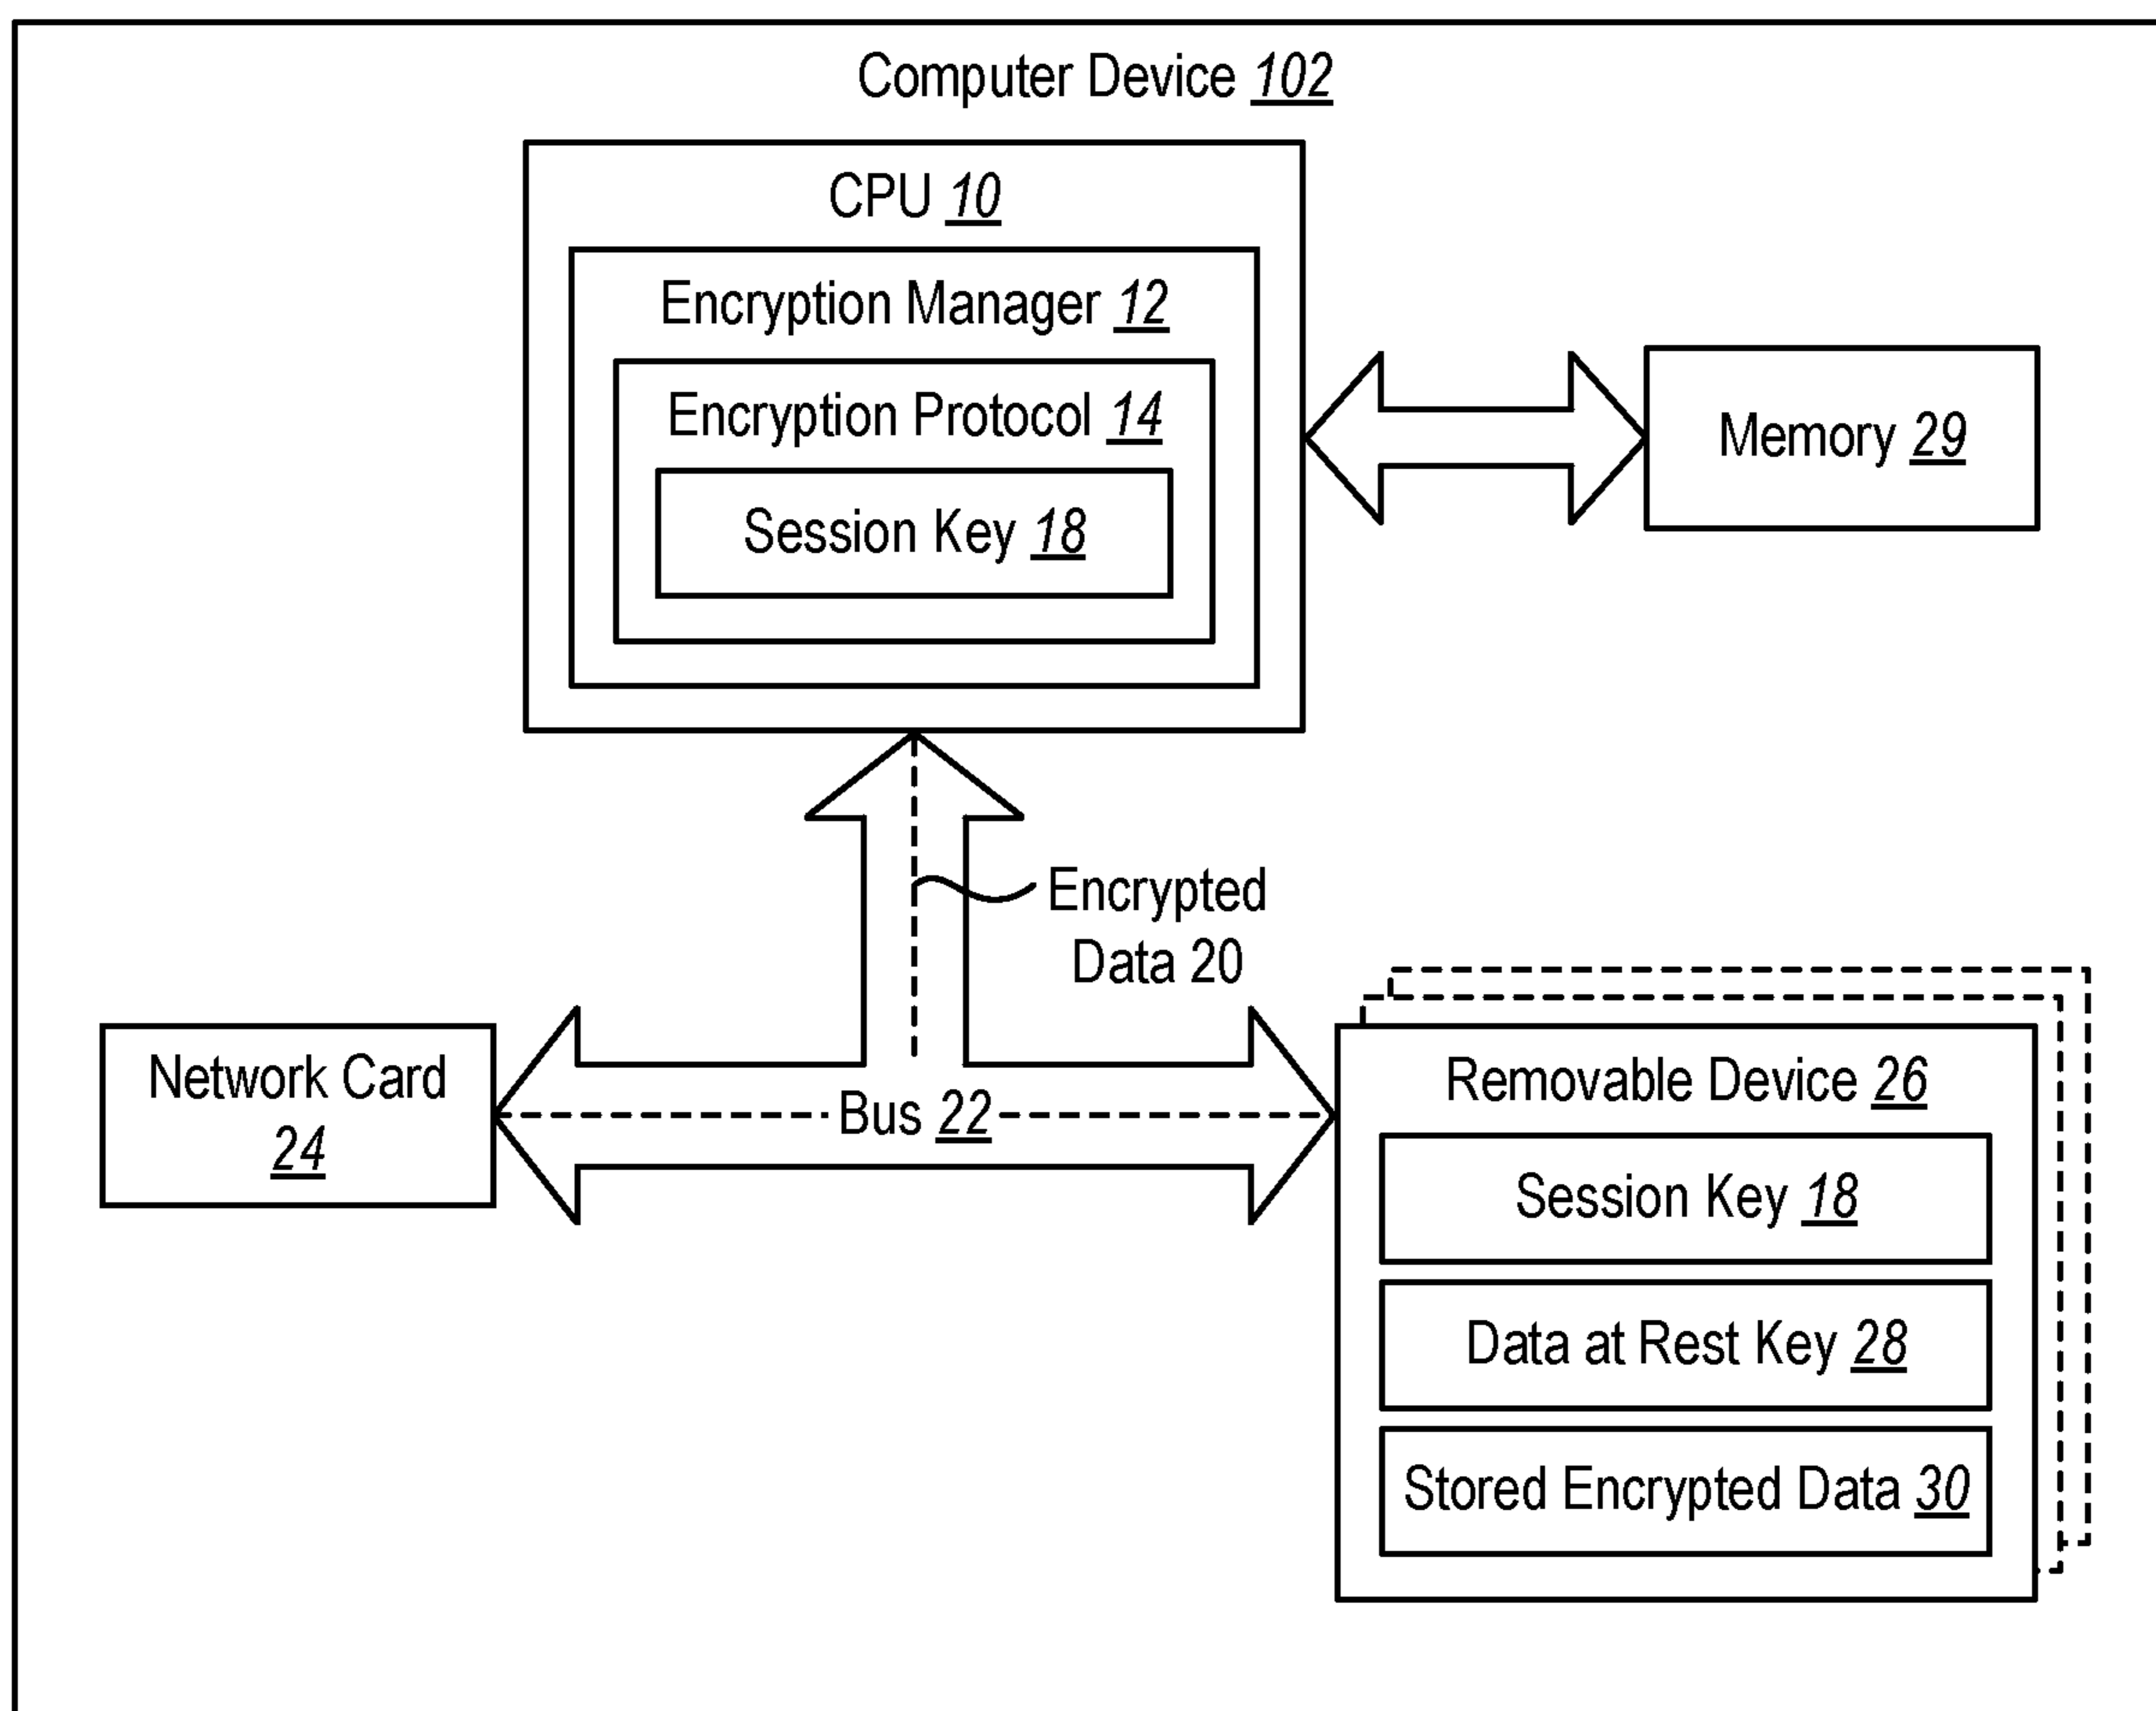 Computer Device 102
CPU 10
Encryption Manager 12
Encryption Protocol 14
Session Key 18
Memory 29
Encrypted
Data 20
Network Card
24
Bus 22
Removable Device 26
Session Key 18
Data at Rest Key 28
Stored Encrypted Data 30